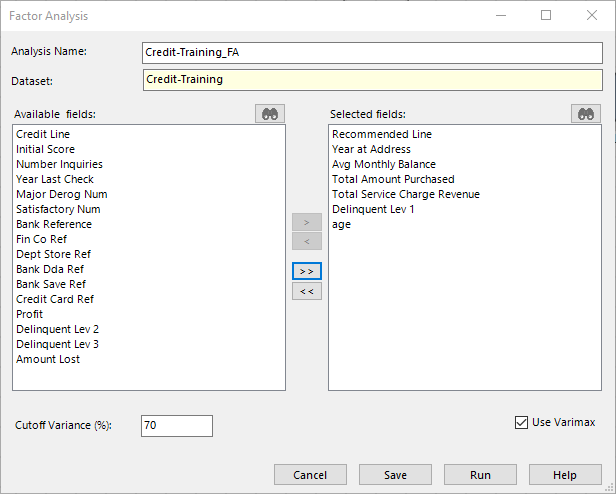 Factor Analysis
Analysis Name:
Credit-Training_FA
Dataset:
Credit-Training
Available fields:
Selected fields:
Credit Line
Initial Score
Number Inquiries
Year Last Check
Major Derog Num
Satisfactory Num
Bank Reference
Fin Co Ref
Dept Store Ref
Bank Dda Ref
Bank Save Ref
Credit Card Ref
Profit
Delinquent Lev 2
Delinquent Lev 3
Amount Lost
>
<
>>
<<
Recommended Line
Year at Address
Avg Monthly Balance
Total Amount Purchased
Total Service Charge Revenue
Delinquent Lev 1
age
Cutoff Variance (%):
70
Use Varimax
Cancel
Save
Run
Help